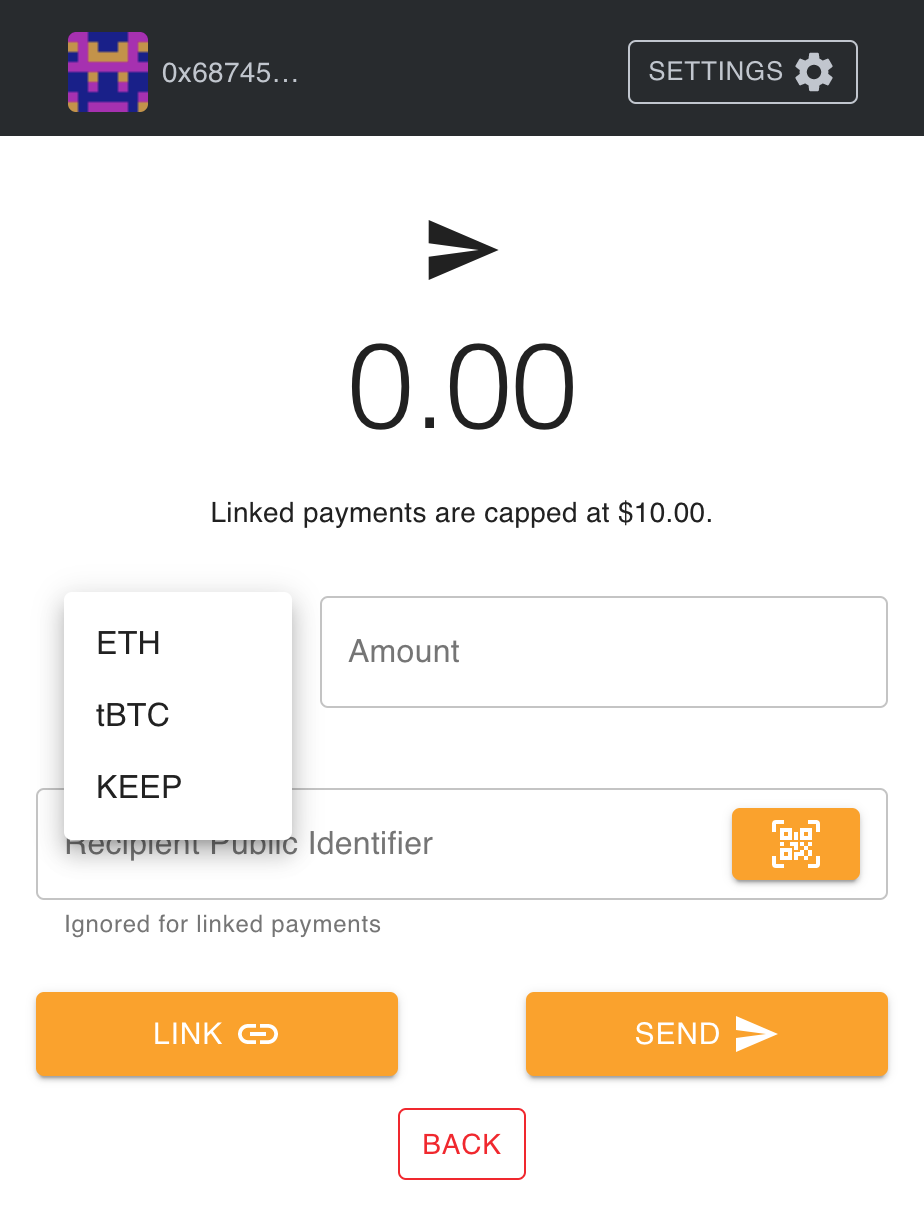 0x68745...
SETTINGS
0.00
Linked payments are capped at $10.00.
ETH
tBTC
KEEP
Amount
Recipient Public Identifier
Ignored for linked payments
LINK
SEND
BACK